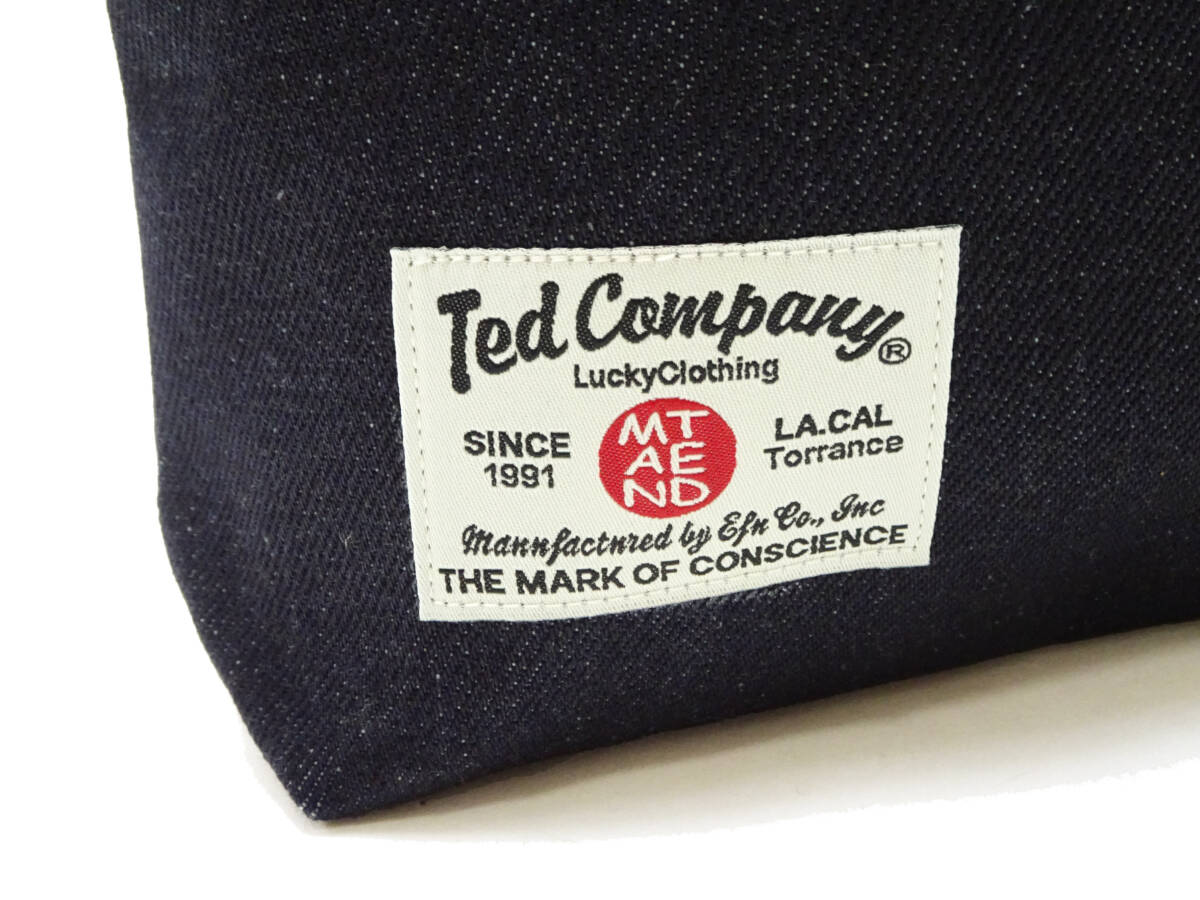 Ted Company®
LuckyClothing
SINCE
1991
MT
AE
ND
LA.CAL
Torrance
Mannfactnred by Efn Co., Inc
THE MARK OF CONSCIENCE